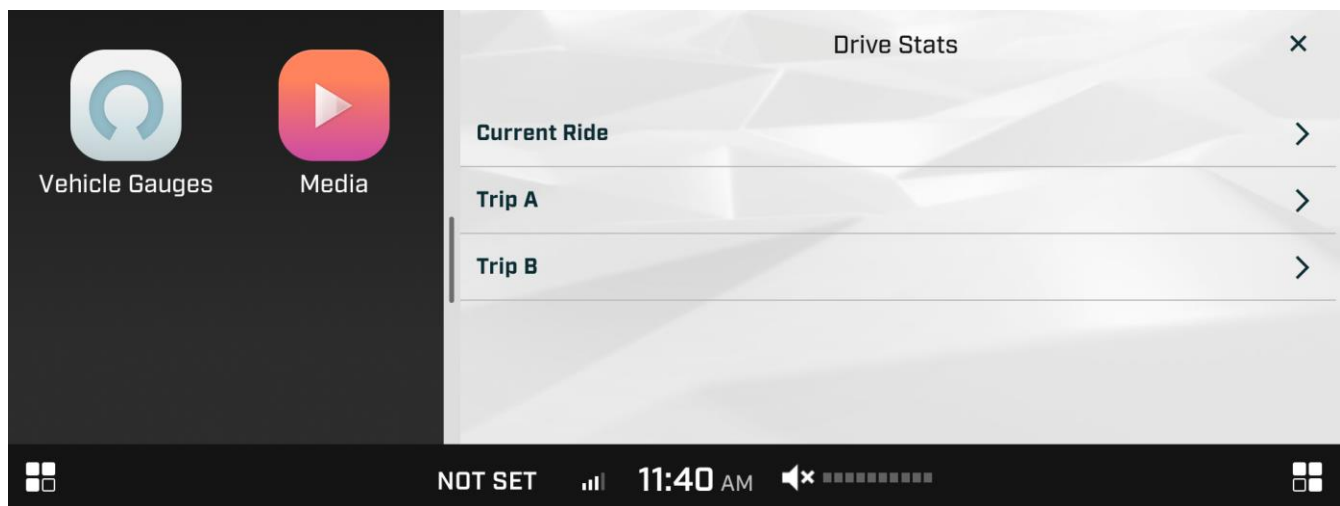 Vehicle Gauges
Media
Drive Stats
Current Ride
Trip A
Trip B
NOT SET 11:40 AM